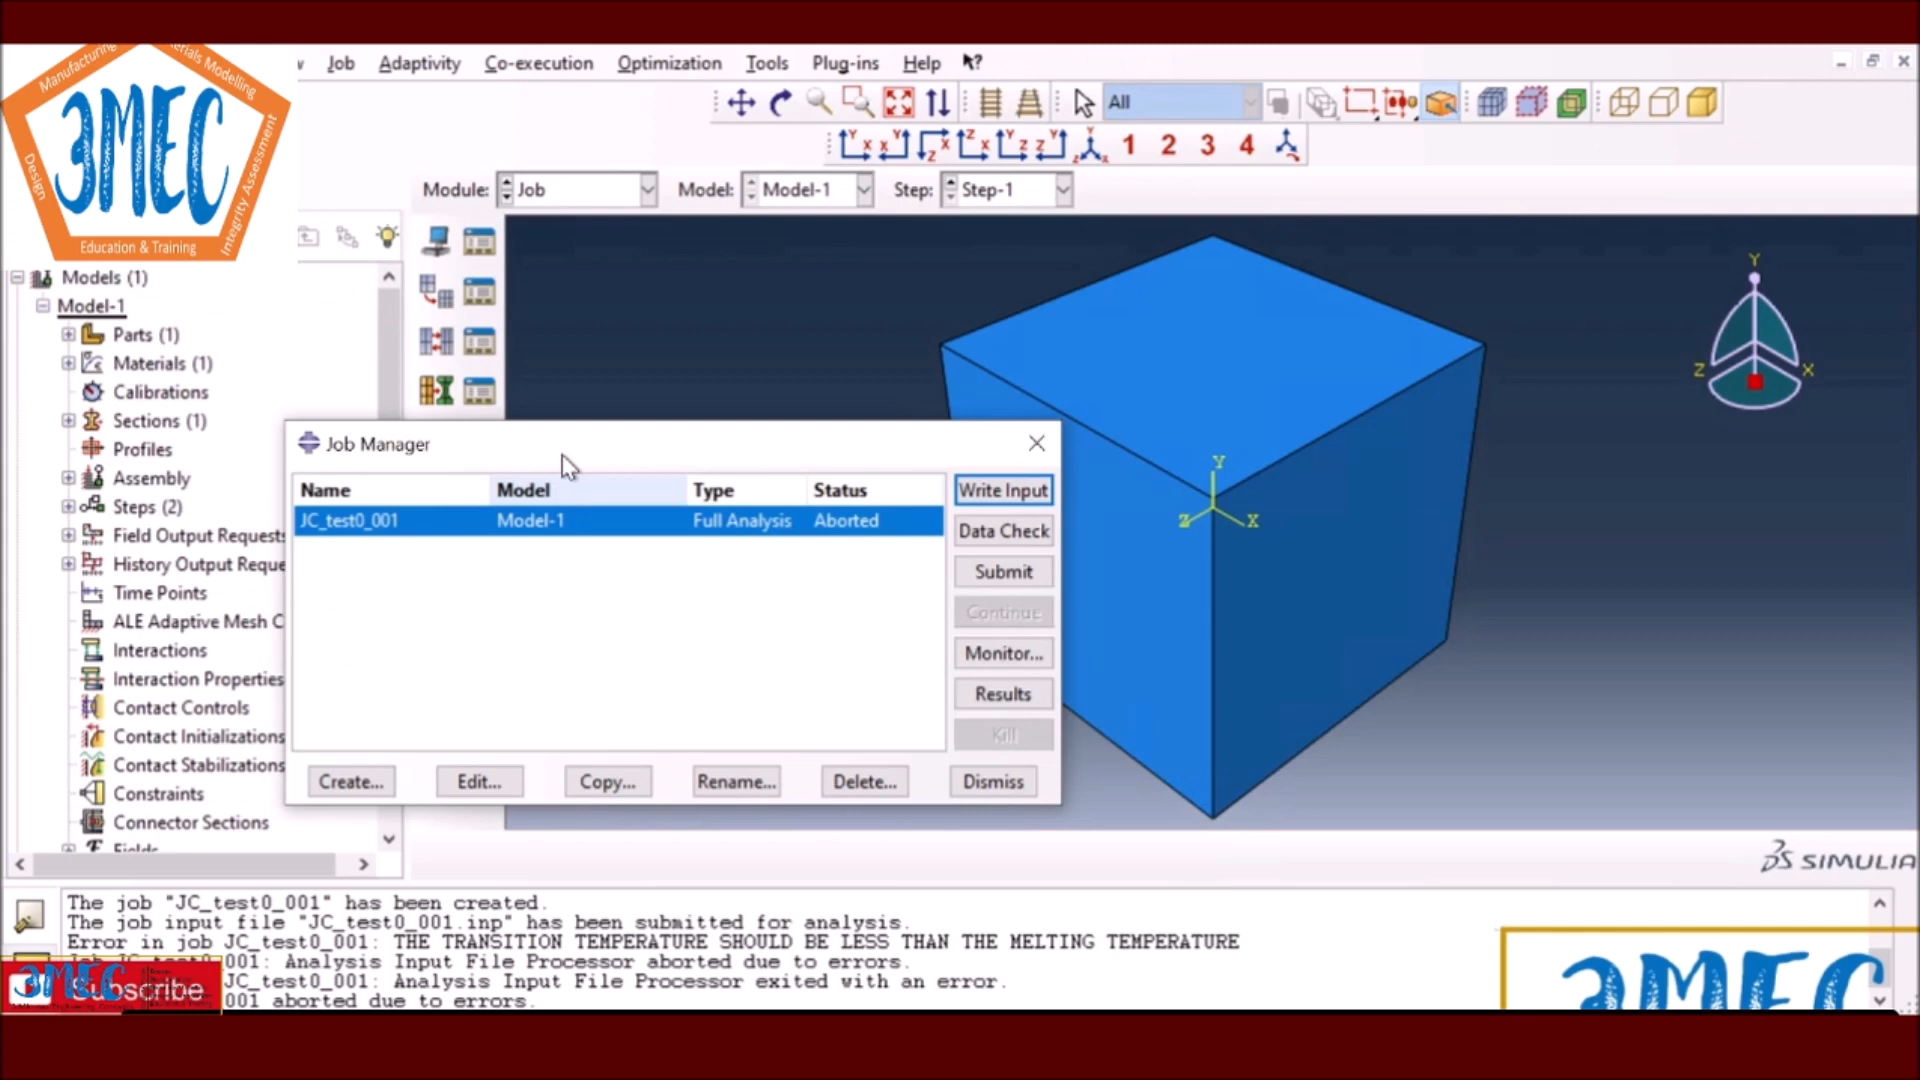 Manufacturing
Materials Modelling
Design
Integrity Assessment
3MEC
Education & Training
Job Adaptivity Co-execution Optimization Tools Plug-ins Help
All
1 2 3 4
Module: Job Model: Model-1 Step: Step-1
Models (1)
Model-1
Parts (1)
Materials (1)
Calibrations
Sections (1)
Profiles
Assembly
Steps (2)
Field Output Requests
History Output Reque
Time Points
ALE Adaptive Mesh C
Interactions
Interaction Properties
Contact Controls
Contact Initializations
Contact Stabilizations
Constraints
Connector Sections
Fields
Job Manager
Name Model Type Status
JC_test0_001 Model-1 Full Analysis Aborted
Write Input
Data Check
Submit
Continue
Monitor...
Results
Kill
Create... Edit... Copy... Rename... Delete... Dismiss
Y
Z X
Y
Z X
SIMULIA
The job "JC_test0_001" has been created.
The job input file "JC_test0_001.inp" has been submitted for analysis.
Error in job JC_test0_001: THE TRANSITION TEMPERATURE SHOULD BE LESS THAN THE MELTING TEMPERATURE
001: Analysis Input File Processor aborted due to errors.
JC_test0_001: Analysis Input File Processor exited with an error.
001 aborted due to errors.
3MEC
Subscribe
3MEC